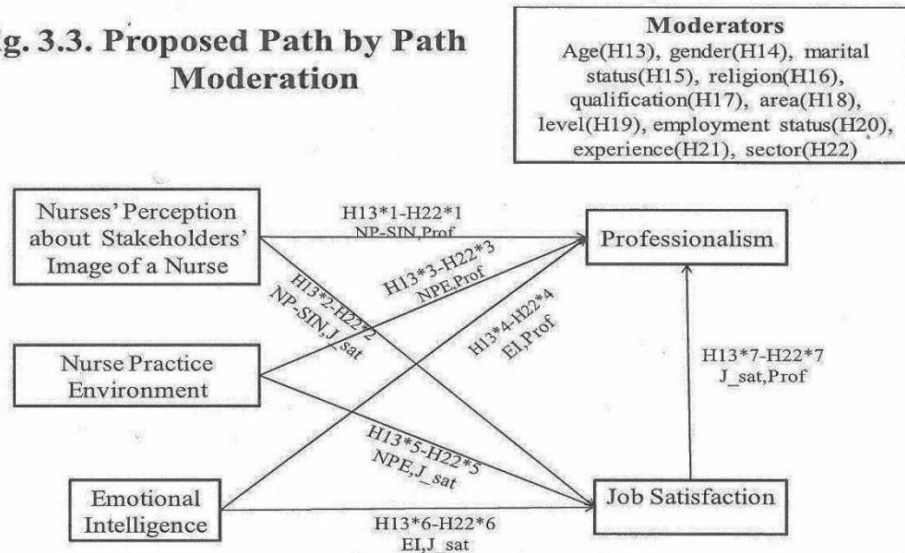 g. 3.3. Proposed Path by Path
Moderation
Moderators
Age(H13), gender(H14), marital
status(H15), religion(H16),
qualification(H17), area(H18),
level(H19), employment status(H20),
experience(H21), sector(H22)
Nurses' Perception
about Stakeholders'
Image of a Nurse
H13*1-H22*1
NP-SIN,Prof
Professionalism
H13*3-H22*3
NPE,Prof
H13*2-H22*2
NP-SIN,J_sat
H13*4-H22*4
EI,Prof
Nurse Practice
Environment
H13*7-H22*7
J_sat,Prof
H13*5-H22*5
NPE,J_sat
Emotional
Intelligence
Job Satisfaction
H13*6-H22*6
EI,J_sat